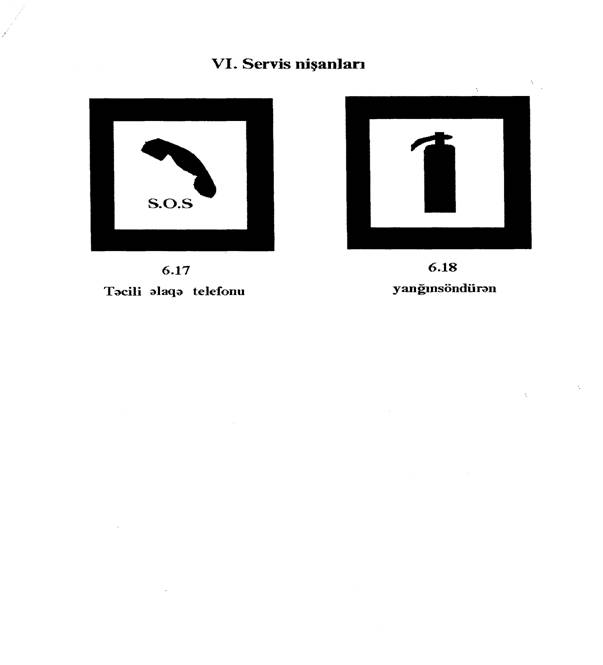 VI. Servis nişanları
S.O.S
6.17
Təcili əlaqə telefonu
6.18
yanğınsöndürən